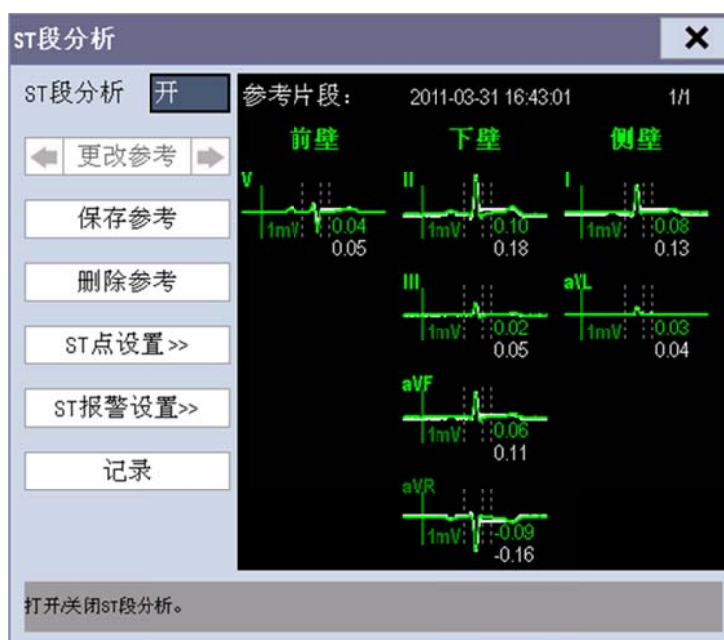 ST段分析
ST段分析 开
更改参考
保存参考
删除参考
ST点设置>>
ST报警设置>>
记录
参考片段： 2011-03-31 16:43:01 1/1
前壁 下壁 侧壁
V II I
1mV 0.04 1mV 0.10 1mV 0.08
0.05 0.18 0.13
III aVL
1mV 0.02 1mV 0.03
0.05 0.04
aVF
1mV 0.06
0.11
aVR
1mV -0.09
-0.16
打开/关闭ST段分析。